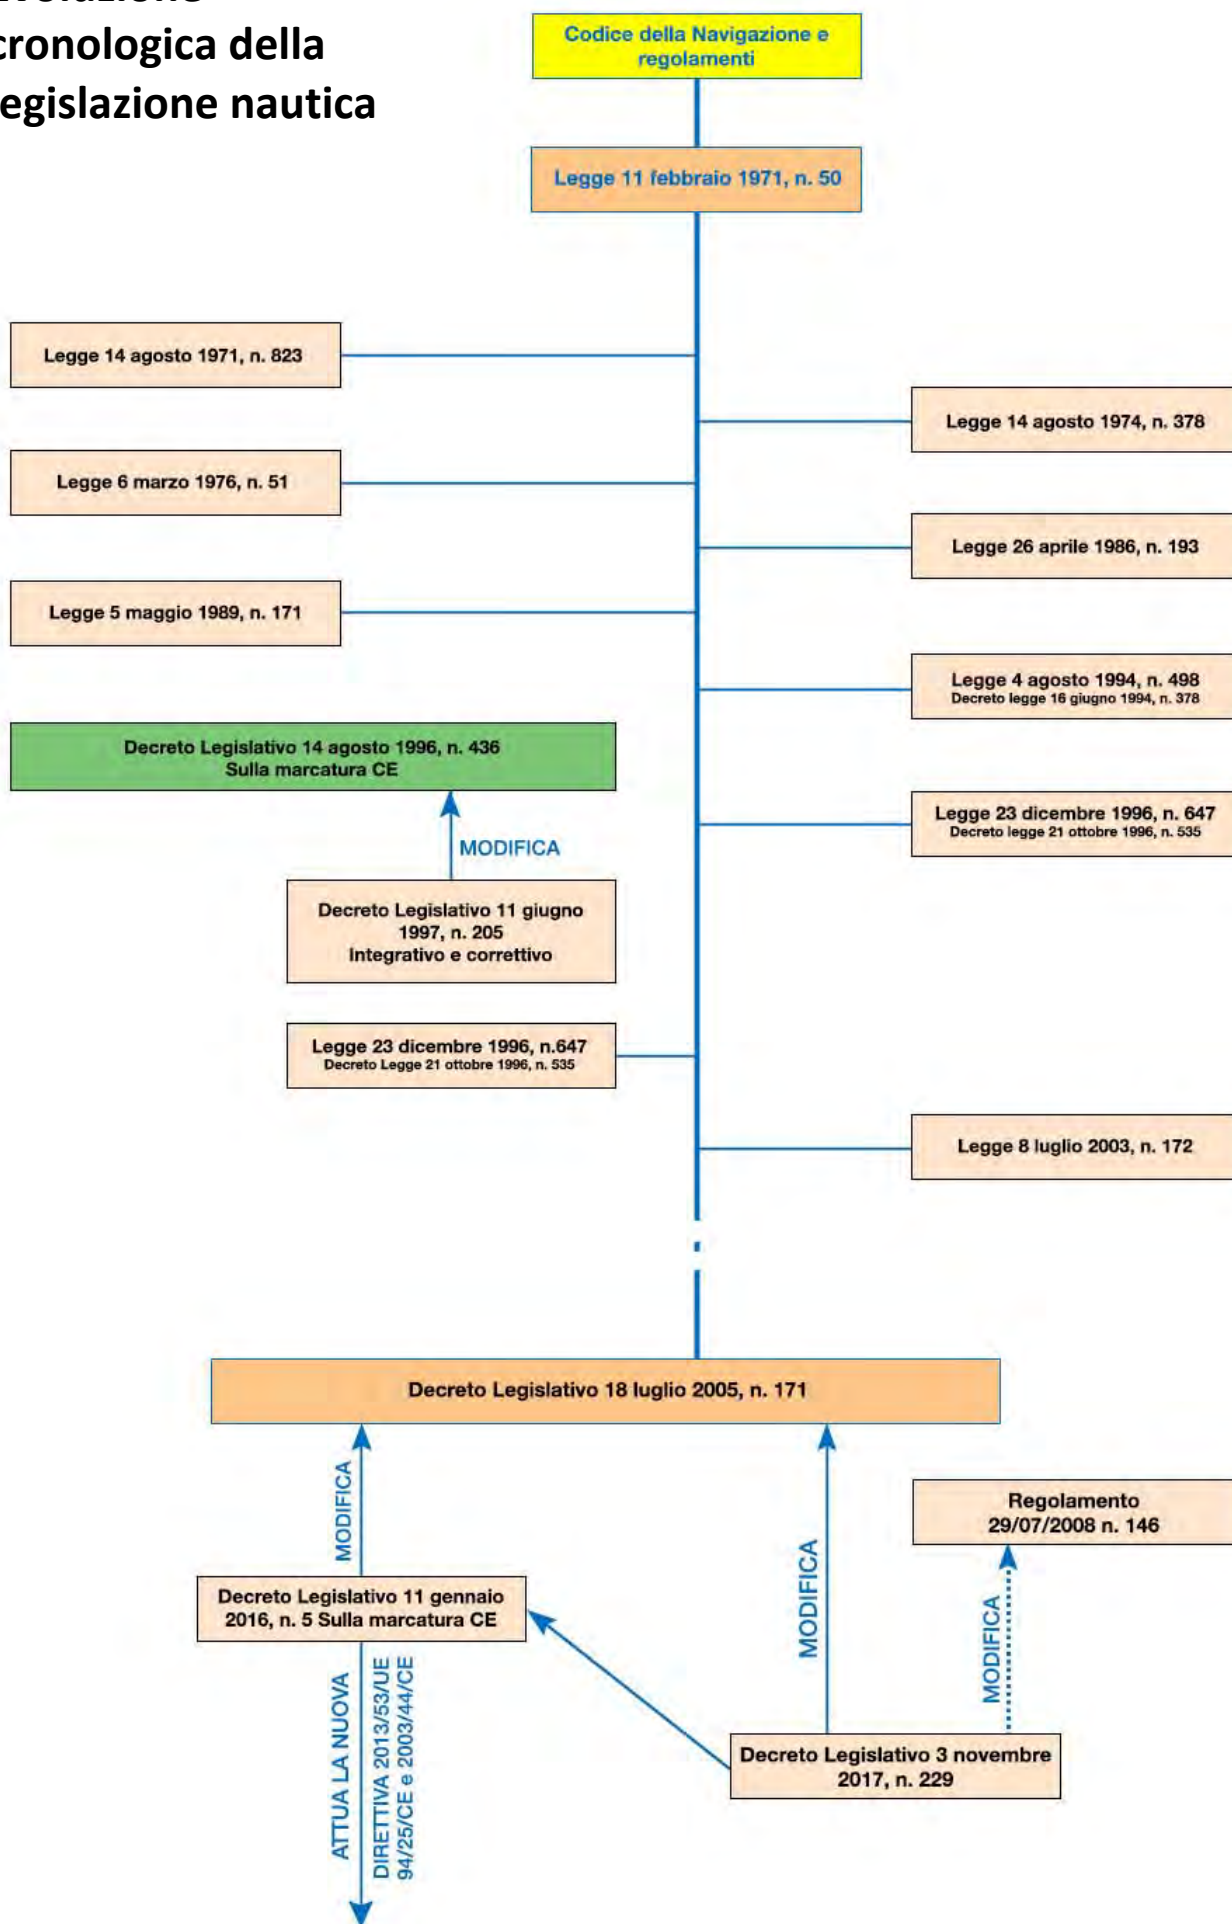 cronologica della
legislazione nautica
Codice della Navigazione e
regolamenti
Legge 11 febbraio 1971, n. 50
Legge 14 agosto 1971, n. 823
Legge 14 agosto 1974, n. 378
Legge 6 marzo 1976, n. 51
Legge 26 aprile 1986, n. 193
Legge 5 maggio 1989, n. 171
Legge 4 agosto 1994, n. 498
Decreto legge 16 giugno 1994, n. 378
Decreto Legislativo 14 agosto 1996, n. 436
Sulla marcatura CE
Legge 23 dicembre 1996, n. 647
Decreto legge 21 ottobre 1996, n. 535
MODIFICA
Decreto Legislativo 11 giugno
1997, n. 205
Integrativo e correttivo
Legge 23 dicembre 1996, n.647
Decreto Legge 21 ottobre 1996, n. 535
Legge 8 luglio 2003, n. 172
Decreto Legislativo 18 luglio 2005, n. 171
MODIFICA
MODIFICA
Regolamento
29/07/2008 n. 146
MODIFICA
Decreto Legislativo 11 gennaio
2016, n. 5 Sulla marcatura CE
ATTUA LA NUOVA
DIRETTIVA 2013/53/UE
94/25/CE e 2003/44/CE
Decreto Legislativo 3 novembre
2017, n. 229